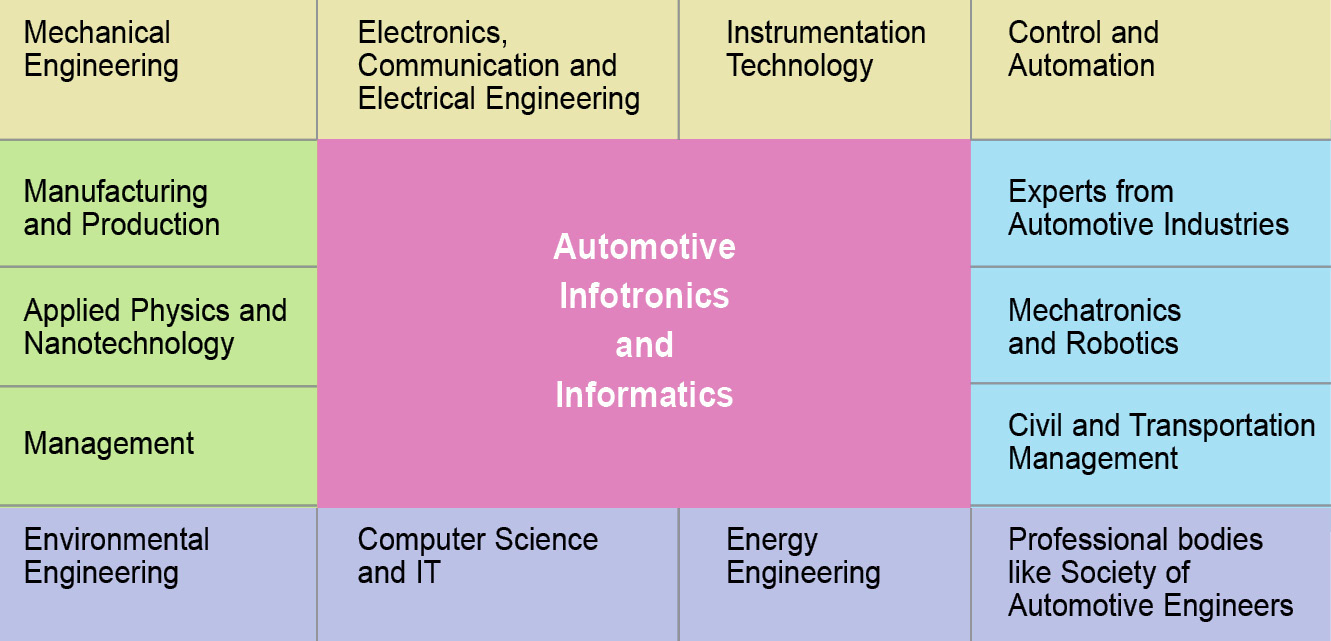 Mechanical
Engineering
Electronics,
Communication and
Electrical Engineering
Instrumentation
Technology
Control and
Automation
Manufacturing
and Production
Applied Physics and
Nanotechnology
Management
Automotive
Infotronics
and
Informatics
Experts from
Automotive Industries
Mechatronics
and Robotics
Civil and Transportation
Management
Environmental
Engineering
Computer Science
and IT
Energy
Engineering
Professional bodies
like Society of
Automotive Engineers